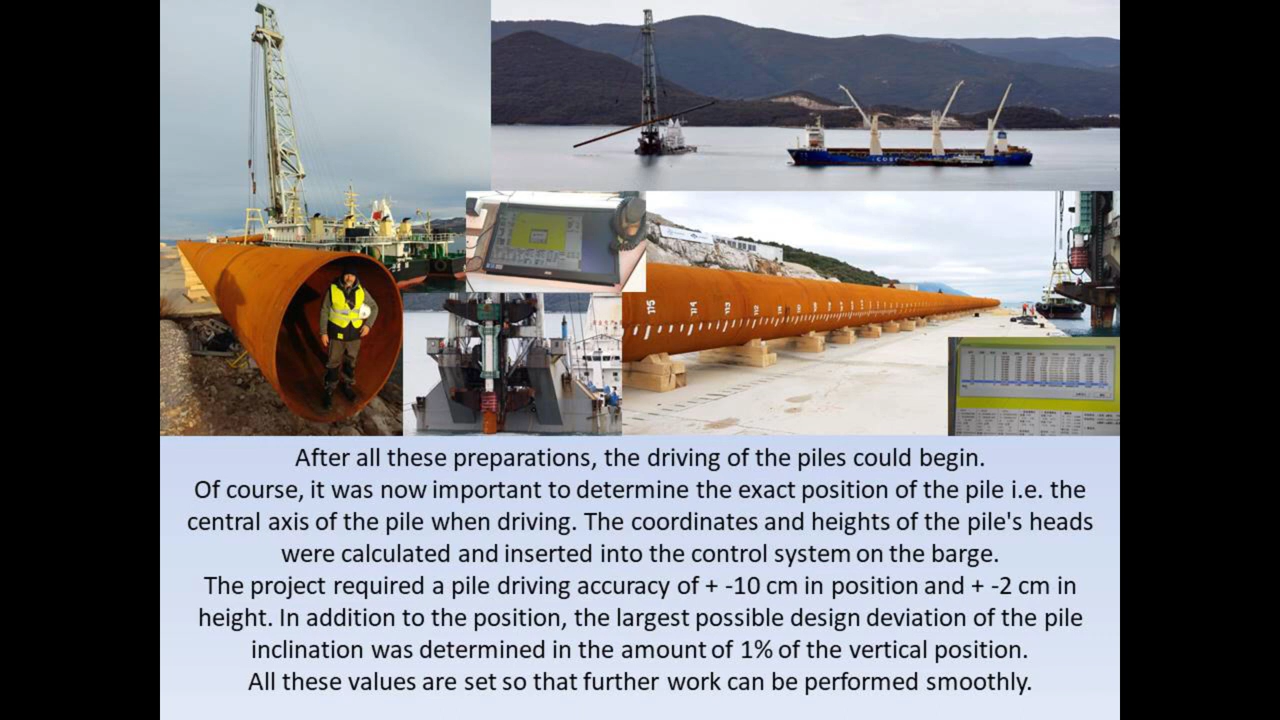 COSC
115
114
113
112
After all these preparations, the driving of the piles could begin.
Of course, it was now important to determine the exact position of the pile i.e. the
central axis of the pile when driving. The coordinates and heights of the pile's heads
were calculated and inserted into the control system on the barge.
The project required a pile driving accuracy of + -10 cm in position and + -2 cm in
height. In addition to the position, the largest possible design deviation of the pile
inclination was determined in the amount of 1% of the vertical position.
All these values are set so that further work can be performed smoothly.